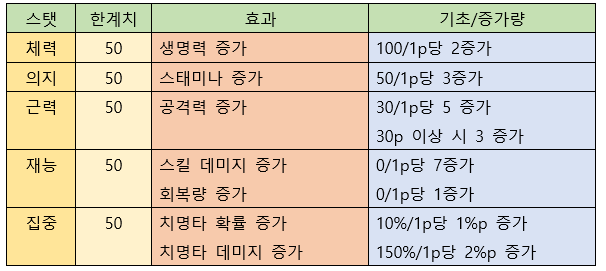 스탯 한계치 효과 기초/증가량
체력 50 생명력 증가 100/1p당 2증가
의지 50 스태미나 증가 50/1p당 3증가
근력 50 공격력 증가 30/1p당 5 증가
30p 이상 시 3 증가
재능 50 스킬 데미지 증가 0/1p당 7증가
회복량 증가 0/1p당 1증가
집중 50 치명타 확률 증가 10%/1p당 1%p 증가
치명타 데미지 증가 150%/1p당 2%p 증가